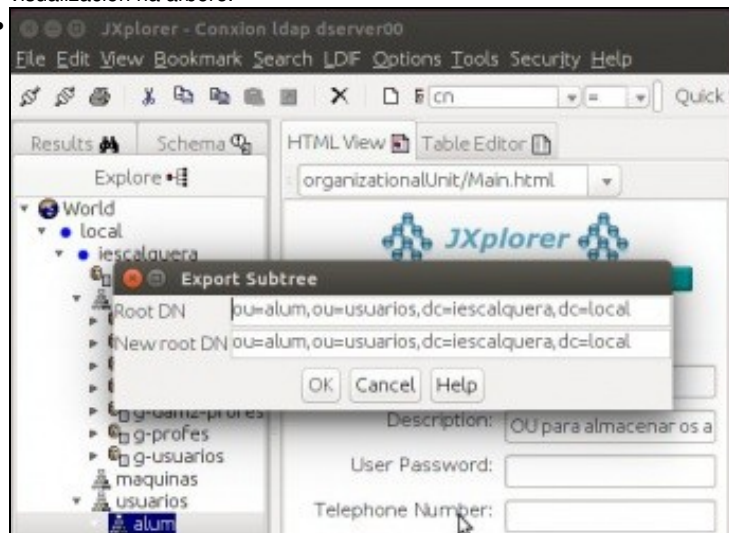 JXplorer - Conxion ldap dserver00
File Edit View Bookmark Search LDIF Options Tools Security Help
cn = Quick
Results Schema HTML View Table Editor
Explore organizationalUnit/Main.html
World
local
iescalquera
JXplorer
Export Subtree
Root DN ou=alum,ou=usuarios,dc=iescalquera,dc=local
New root DN ou=alum,ou=usuarios,dc=iescalquera,dc=local
OK Cancel Help
g-dam2-profes
Description: OU para almacenar os a
g-profes
g-usuarios
User Password:
maquinas
usuarios
Telephone Number:
alum